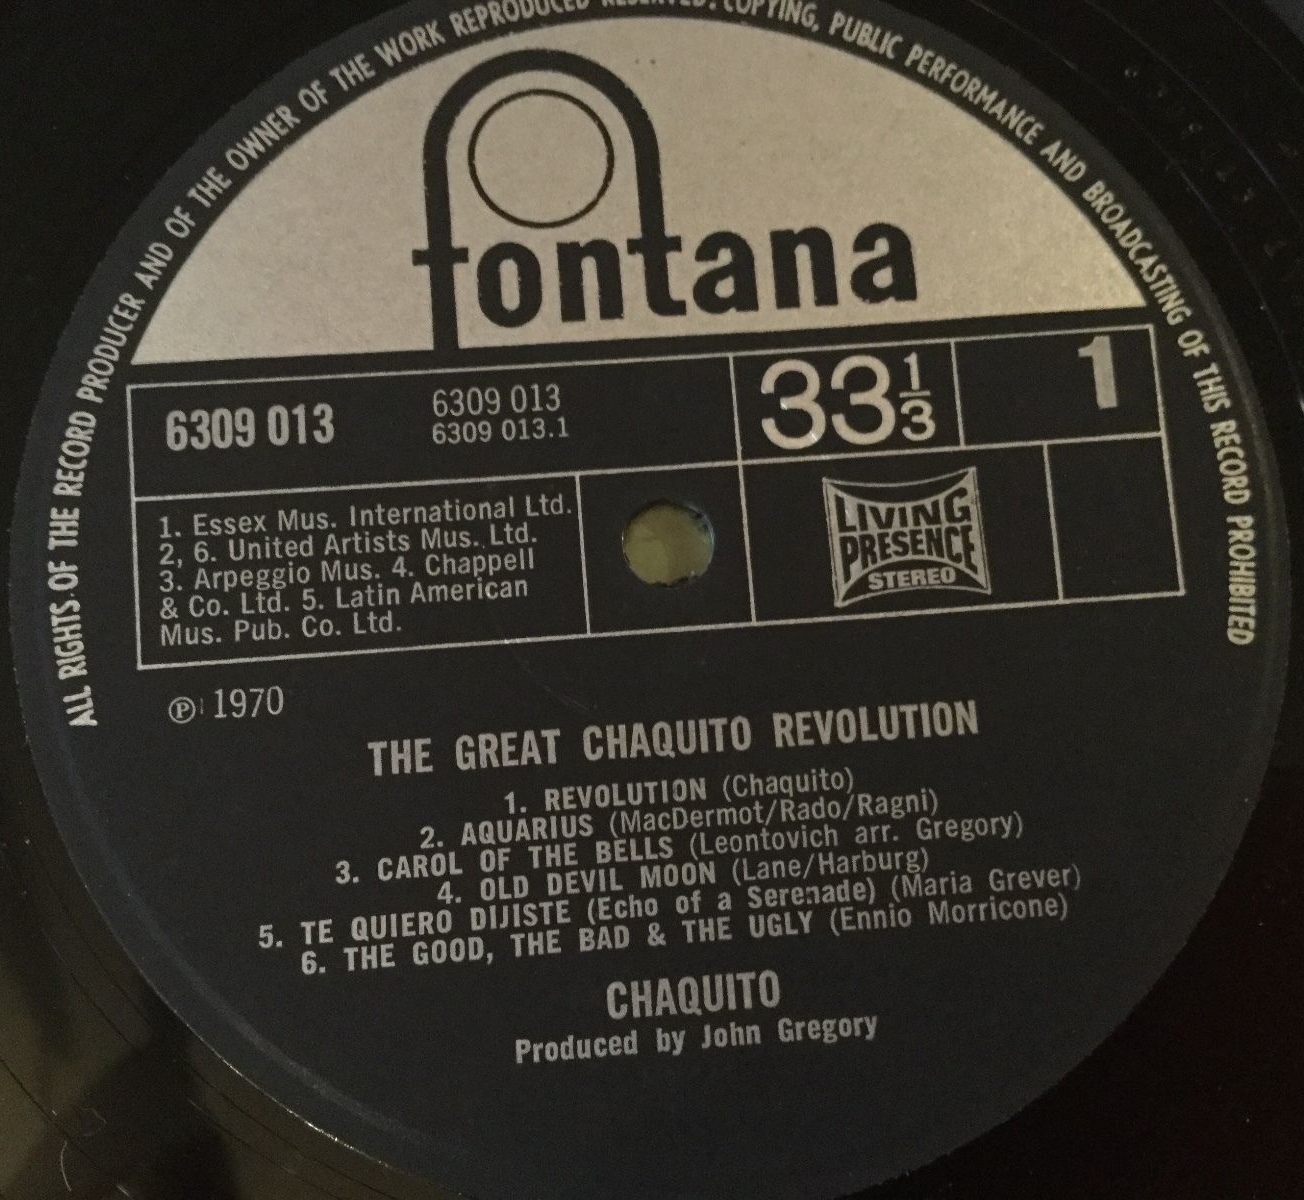 ALL RIGHTS OF THE RECORD PRODUCER AND OF THE OWNER OF THE WORK REPRODUCED RESERVED. COPYING, PUBLIC PERFORMANCE AND BROADCASTING OF THIS RECORD PROHIBITED
fontana
6309 013
6309 013
6309 013.1
33 1/3
1
1. Essex Mus. International Ltd.
2, 6. United Artists Mus. Ltd.
3. Arpeggio Mus. 4. Chappell
& Co. Ltd. 5. Latin American
Mus. Pub. Co. Ltd.
LIVING
PRESENCE
STEREO
℗ 1970
THE GREAT CHAQUITO REVOLUTION
1. REVOLUTION (Chaquito)
2. AQUARIUS (MacDermot/Rado/Ragni)
3. CAROL OF THE BELLS (Leontovich arr. Gregory)
4. OLD DEVIL MOON (Lane/Harburg)
5. TE QUIERO DIJISTE (Echo of a Serenade) (Maria Grever)
6. THE GOOD, THE BAD & THE UGLY (Ennio Morricone)
CHAQUITO
Produced by John Gregory